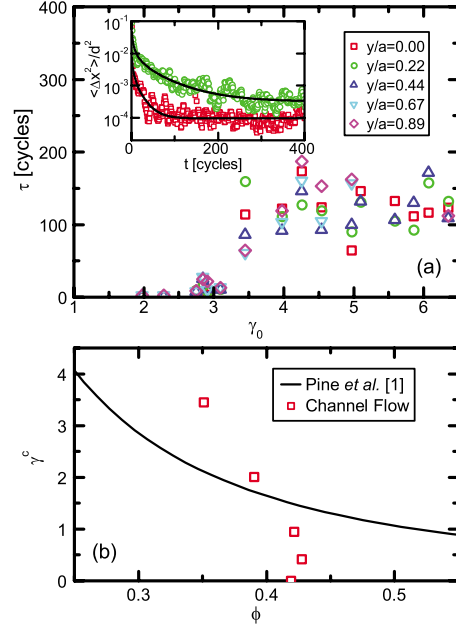 400
300
200
100
0
τ [cycles]
10⁻¹
10⁻²
10⁻³
10⁻⁴
<Δx²>/d²
0
200
400
t [cycles]
y/a=0.00
y/a=0.22
y/a=0.44
y/a=0.67
y/a=0.89
(a)
1 2 3 4 5 6
γ₀
4
3
2
1
0
γᶜ
Pine et al. [1]
Channel Flow
(b)
0.3 0.4 0.5
ϕ